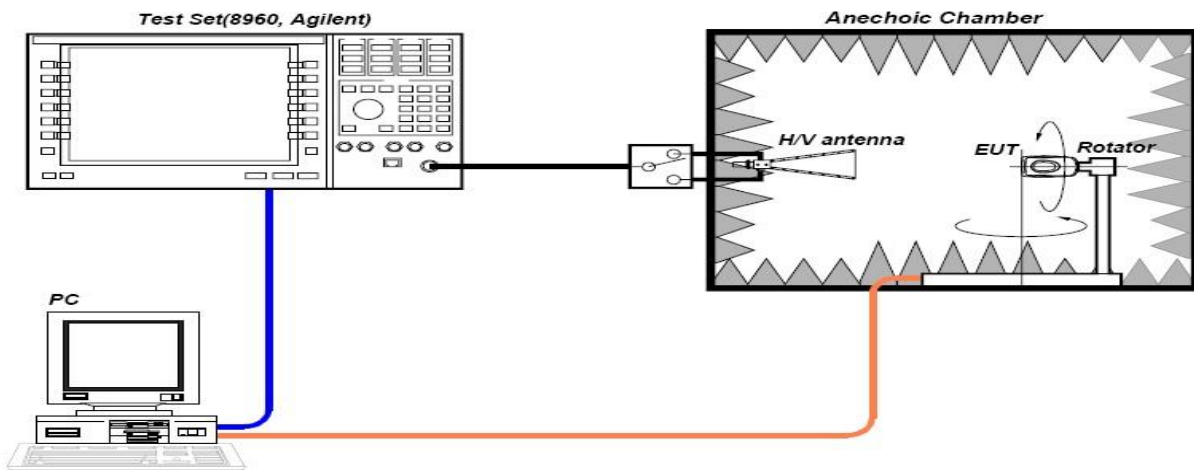 Test Set(8960, Agilent)
Anechoic Chamber
H/V antenna
EUT
Rotator
PC